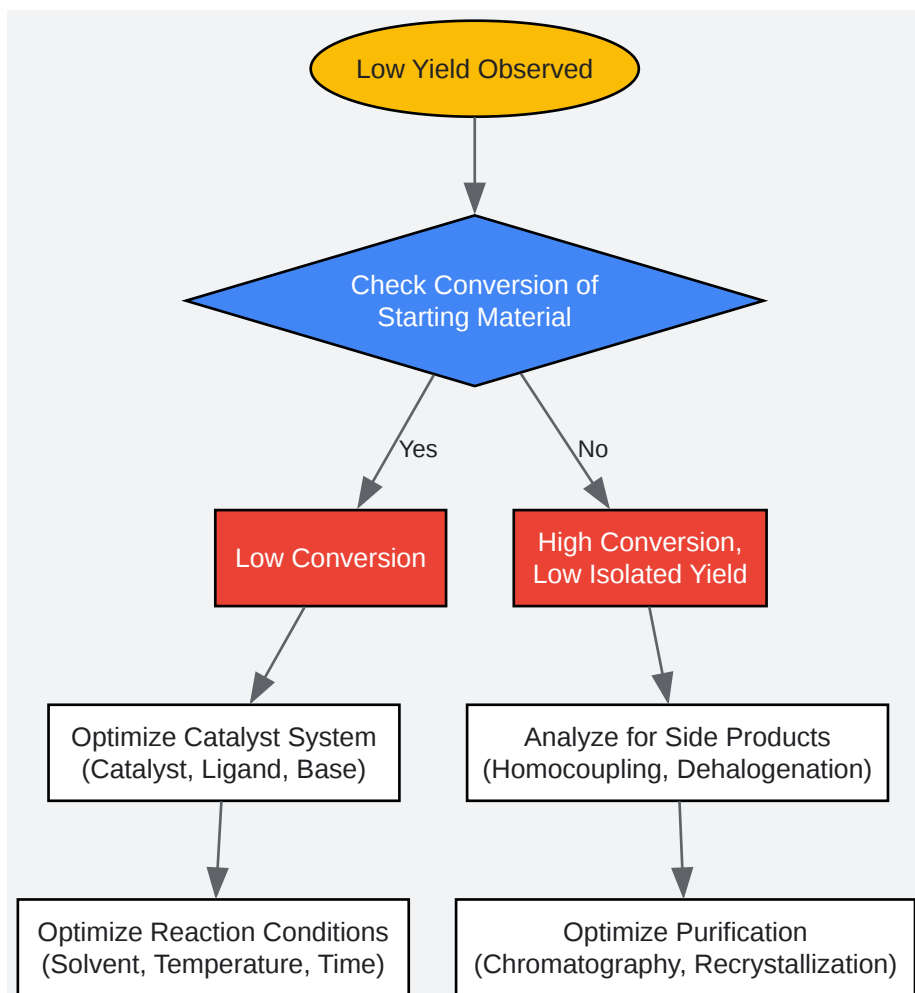 Low Yield Observed
Check Conversion of
Starting Material
Yes
No
Low Conversion
High Conversion,
Low Isolated Yield
Optimize Catalyst System
(Catalyst, Ligand, Base)
Analyze for Side Products
(Homocoupling, Dehalogenation)
Optimize Reaction Conditions
(Solvent, Temperature, Time)
Optimize Purification
(Chromatography, Recrystallization)